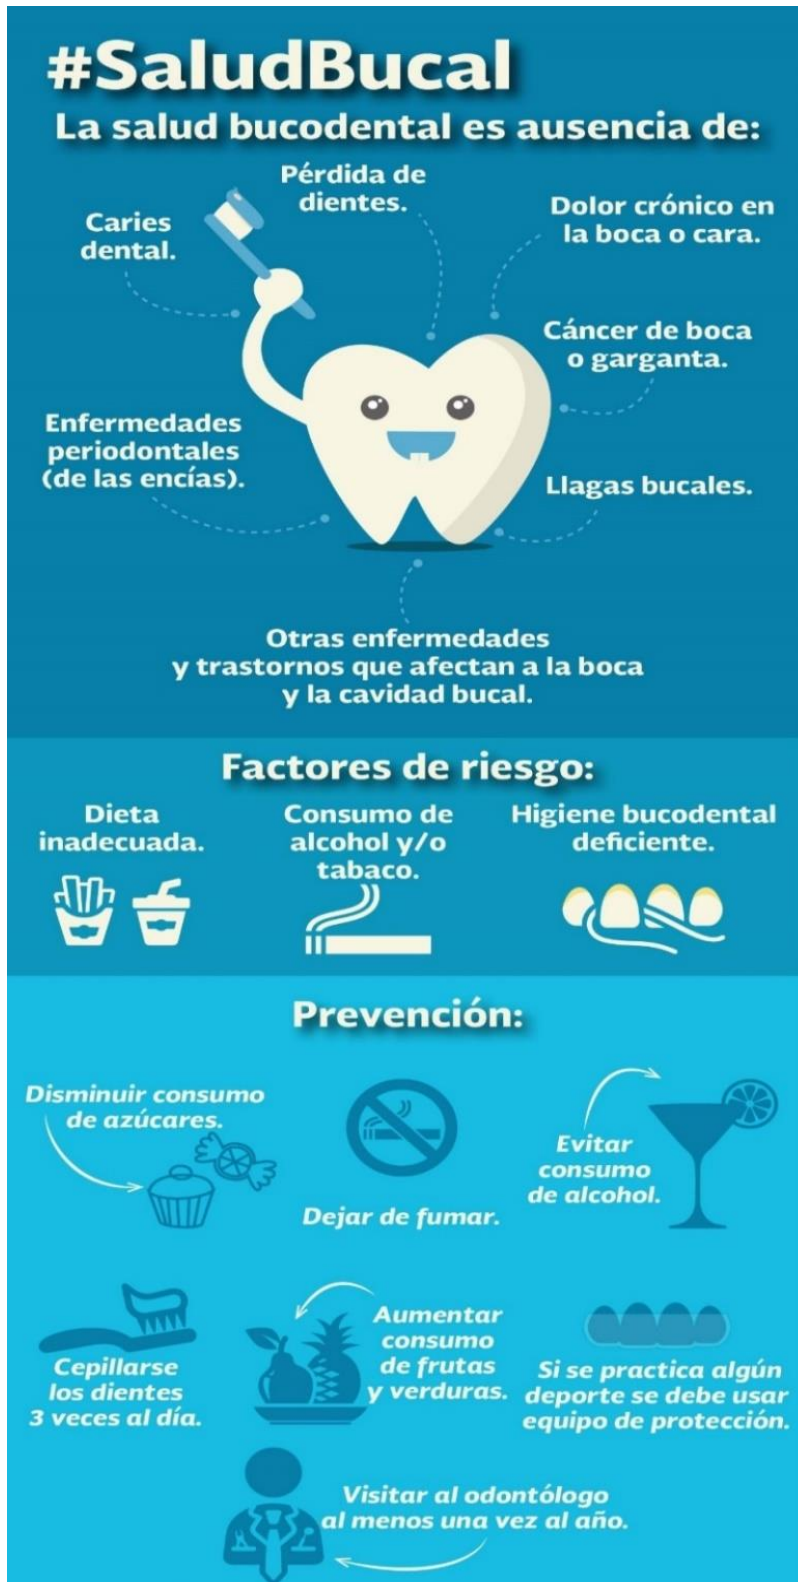 #SaludBucal
La salud bucodental es ausencia de:
Pérdida de
dientes.
Caries
dental.
Dolor crónico en
la boca o cara.
Cáncer de boca
o garganta.
Enfermedades
periodontales
(de las encías).
Llagas bucales.
Otras enfermedades
y trastornos que afectan a la boca
y la cavidad bucal.
Factores de riesgo:
Dieta
inadecuada.
Consumo de
alcohol y/o
tabaco.
Higiene bucodental
deficiente.
Prevención:
Disminuir consumo
de azúcares.
Dejar de fumar.
Evitar
consumo
de alcohol.
Cepillarse
los dientes
3 veces al día.
Aumentar
consumo
de frutas
y verduras.
Si se practica algún
deporte se debe usar
equipo de protección.
Visitar al odontólogo
al menos una vez al año.